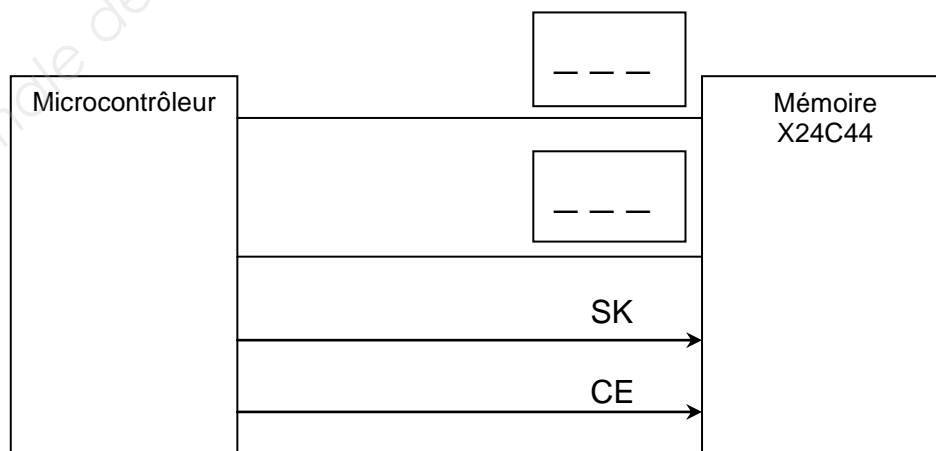 _ _ _
Microcontrôleur
Mémoire
X24C44
_ _ _
SK
CE